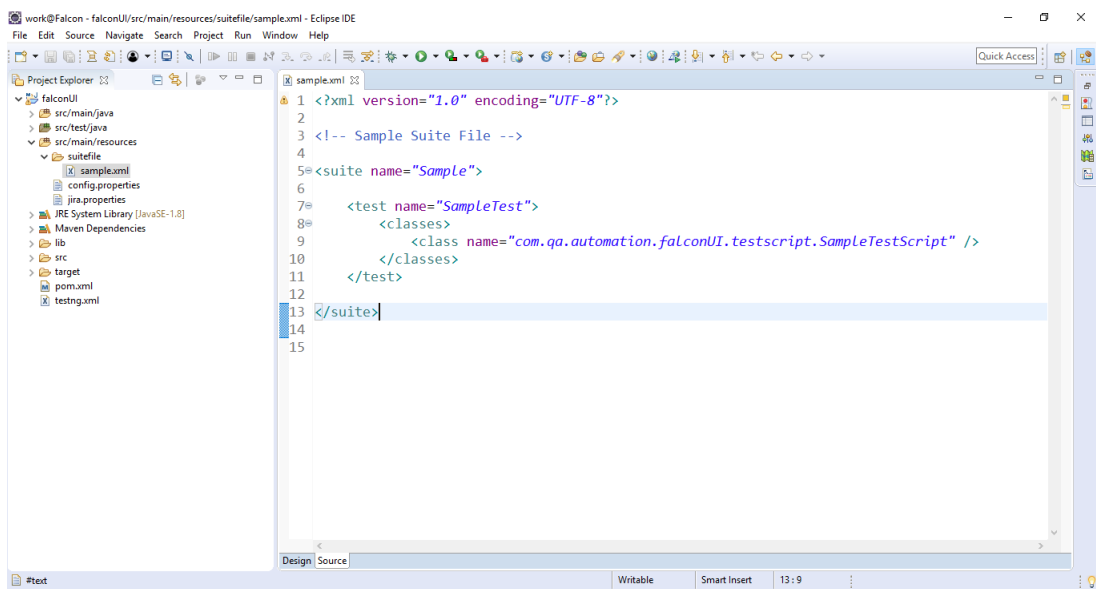 work@Falcon - falconUI/src/main/resources/suitefile/sample.xml - Eclipse IDE
File Edit Source Navigate Search Project Run Window Help
Quick Access
Project Explorer
falconUI
src/main/java
src/test/java
src/main/resources
suitefile
sample.xml
config.properties
jira.properties
JRE System Library [JavaSE-1.8]
Maven Dependencies
lib
src
target
pom.xml
testng.xml
sample.xml
1 <?xml version="1.0" encoding="UTF-8"?>
2
3 <!-- Sample Suite File -->
4
5 <suite name="Sample">
6
7 <test name="SampleTest">
8 <classes>
9 <class name="com.qa.automation.falconUI.testscript.SampleTestScript" />
10 </classes>
11 </test>
12
13 </suite>
14
15
Design Source
#text Writable Smart Insert 13 : 9